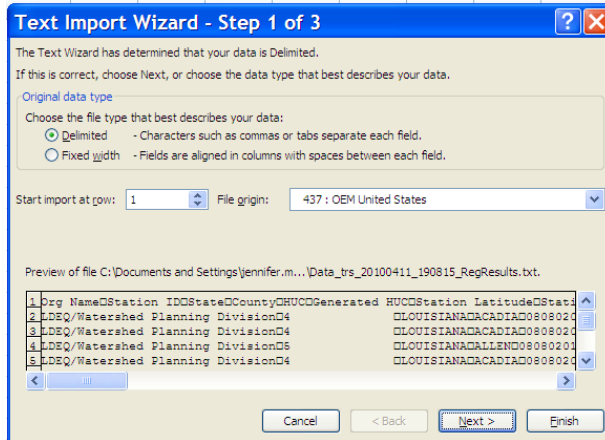 Text Import Wizard - Step 1 of 3
The Text Wizard has determined that your data is Delimited.
If this is correct, choose Next, or choose the data type that best describes your data.
Original data type
Choose the file type that best describes your data:
Delimited - Characters such as commas or tabs separate each field.
Fixed width - Fields are aligned in columns with spaces between each field.
Start import at row: 1 File origin: 437 : OEM United States
Preview of file C:\Documents and Settings\jennifer.m...\Data_trs_20100411_190815_RegResults.txt.
1 Org Name□Station ID□State□County□HUC□Generated HUC□Station Latitude□Stati
2 LDEQ/Watershed Planning Division□4 □LOUISIANA□ACADIA□0808020
3 LDEQ/Watershed Planning Division□4 □LOUISIANA□ACADIA□0808020
4 LDEQ/Watershed Planning Division□5 □LOUISIANA□ALLEN□08080201
5 LDEQ/Watershed Planning Division□4 □LOUISIANA□ACADIA□0808020
Cancel < Back Next > Finish